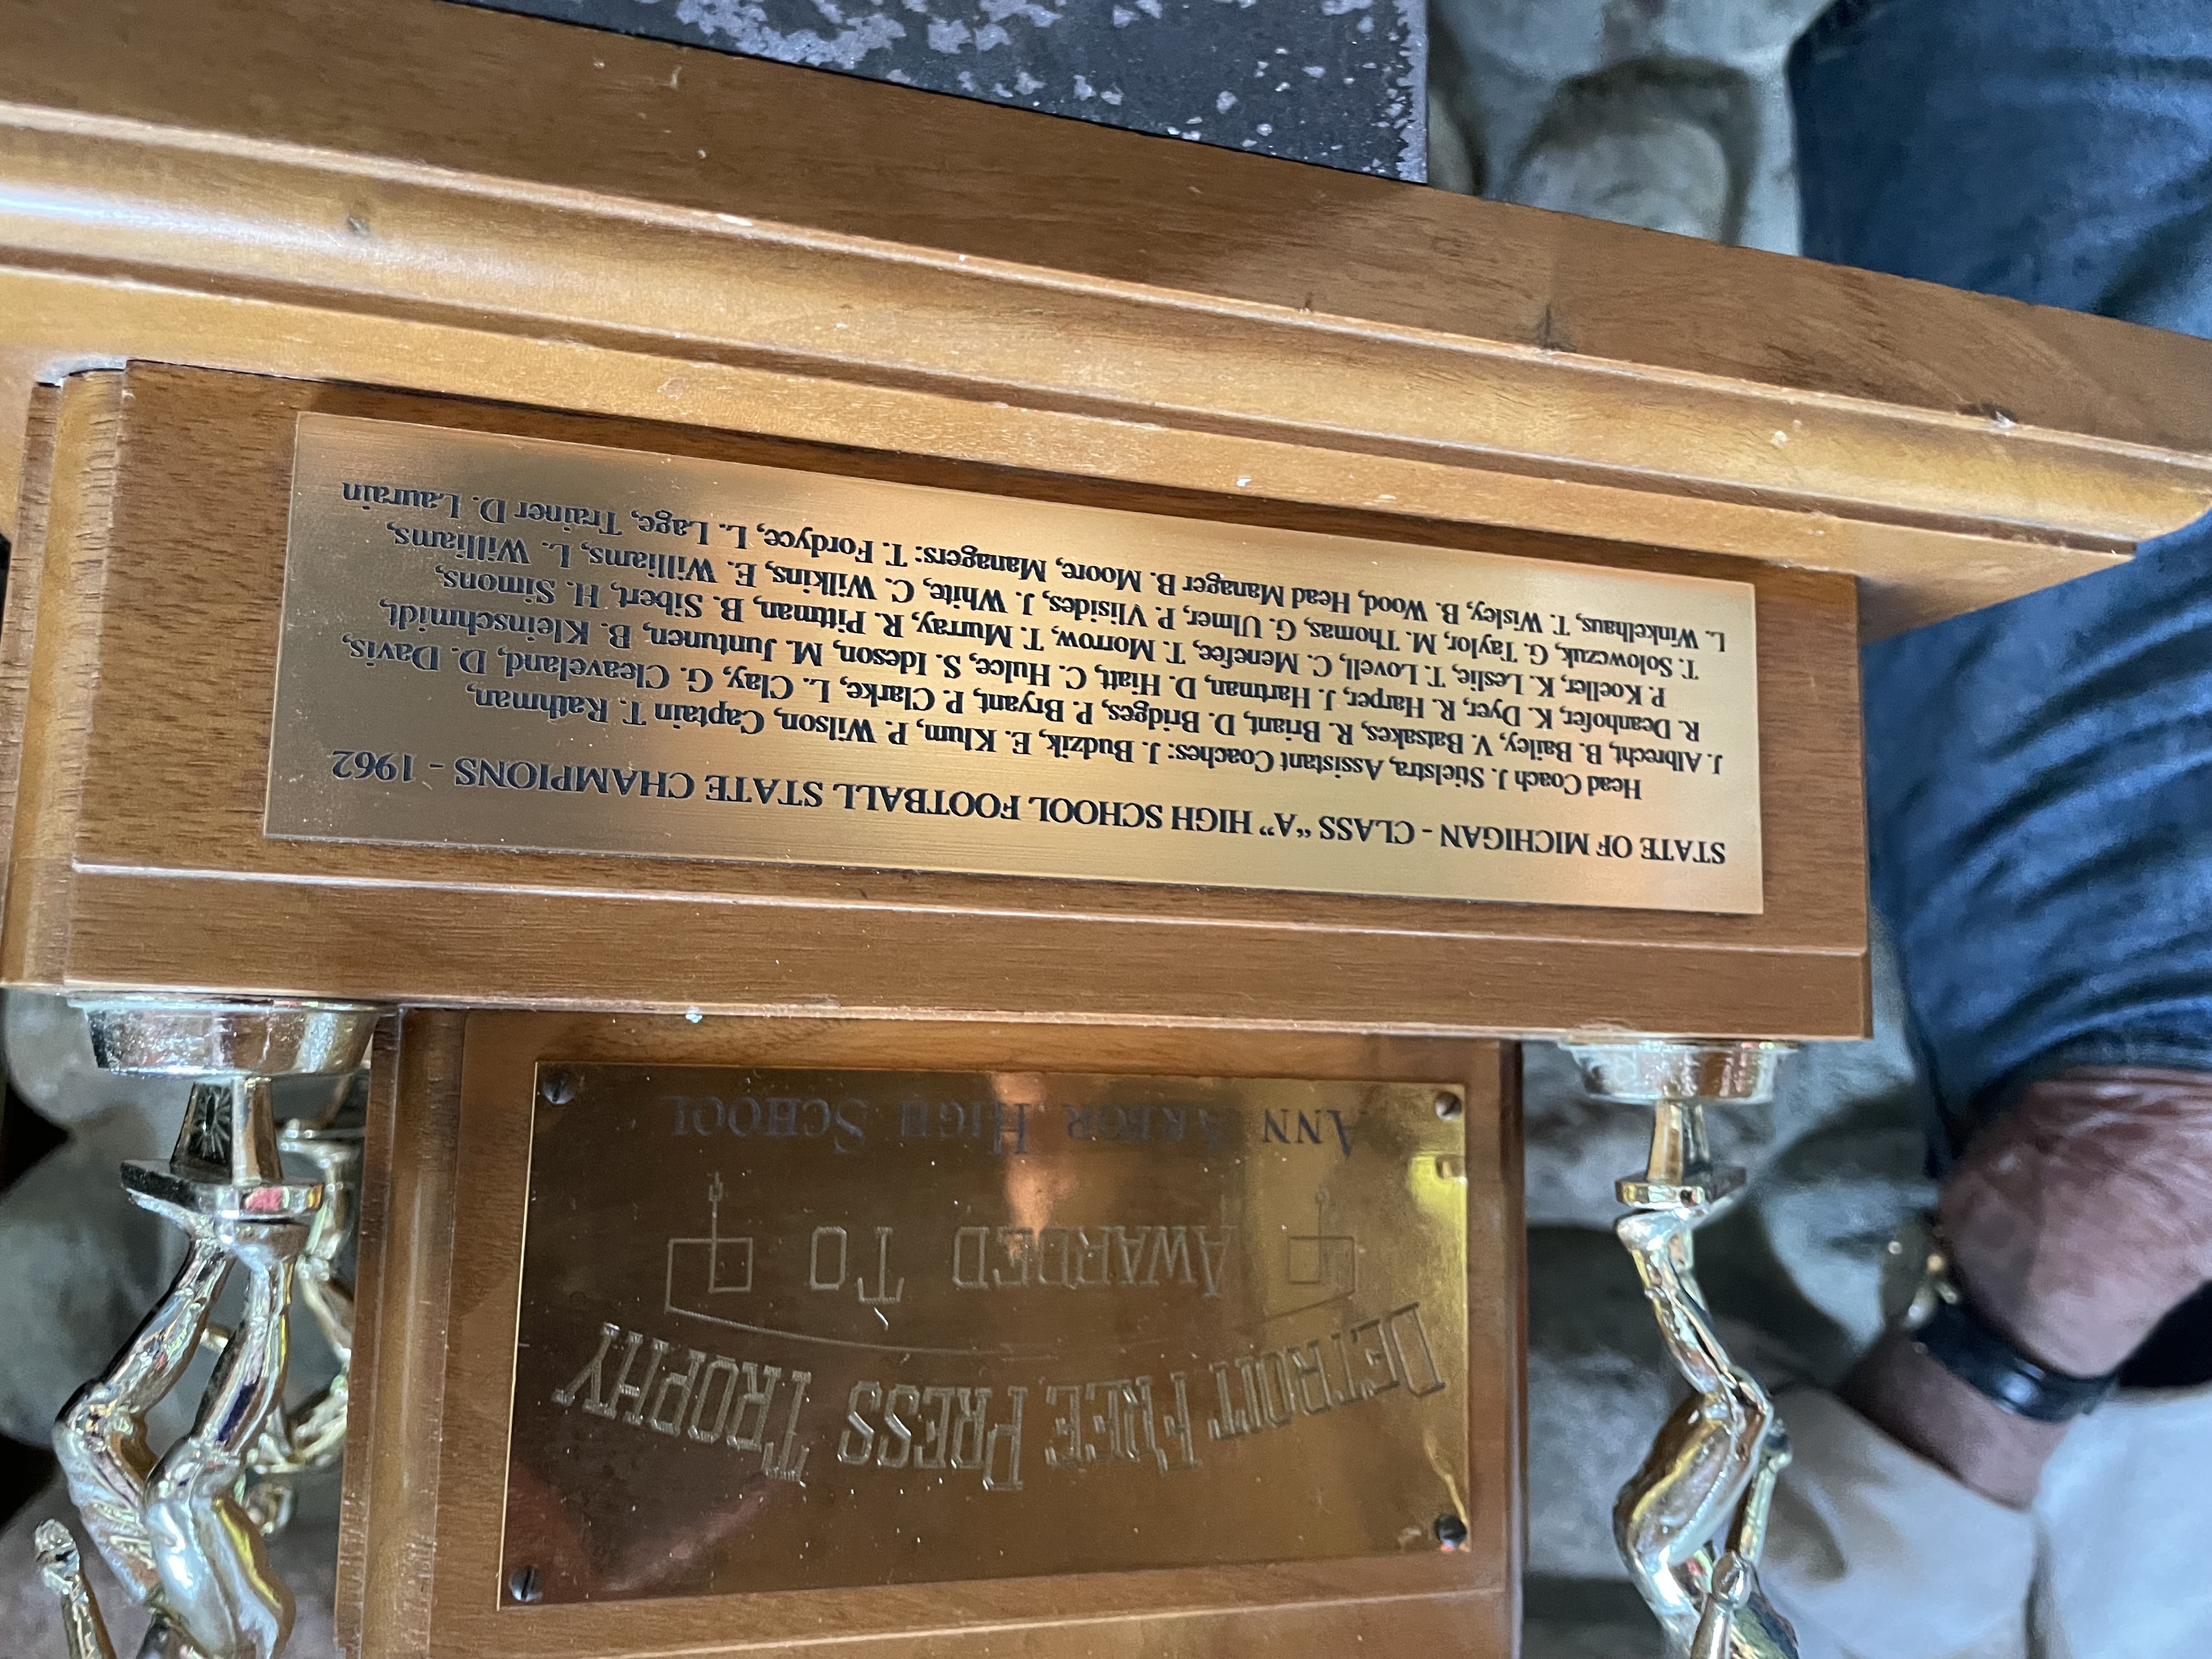 DETROIT FREE PRESS TROPHY
AWARDED TO
ANN ARBOR HIGH SCHOOL
STATE OF MICHIGAN - CLASS “A” HIGH SCHOOL FOOTBALL STATE CHAMPIONS - 1962
Head Coach J. Stielstra, Assistant Coaches: J. Budzik, E. Klum, P. Wilson, Captain T. Rathman,
J. Albrecht, B. Bailey, V. Batsakes, R. Briant, D. Bridges, P. Bryant, P. Clarke, L. Clay, G. Cleaveland, D. Davis,
R. Deanhofer, K. Dyer, R. Harper, J. Hartman, D. Hiatt, C. Hulce, S. Ideson, M. Juntunen, B. Kleinschmidt,
P. Koeller, K. Leslie, T. Lovell, C. Menefee, T. Morrow, T. Murray, R. Pittman, B. Sibert, H. Simons,
T. Solowczuk, G. Taylor, M. Thomas, G. Ulmer, P. Vlisides, J. White, C. Wilkins, E. Williams, L. Williams,
L. Winkelhaus, T. Wisley, B. Wood, Head Manager B. Moore, Managers: T. Fordyce, L. Lage, Trainer D. Laurain